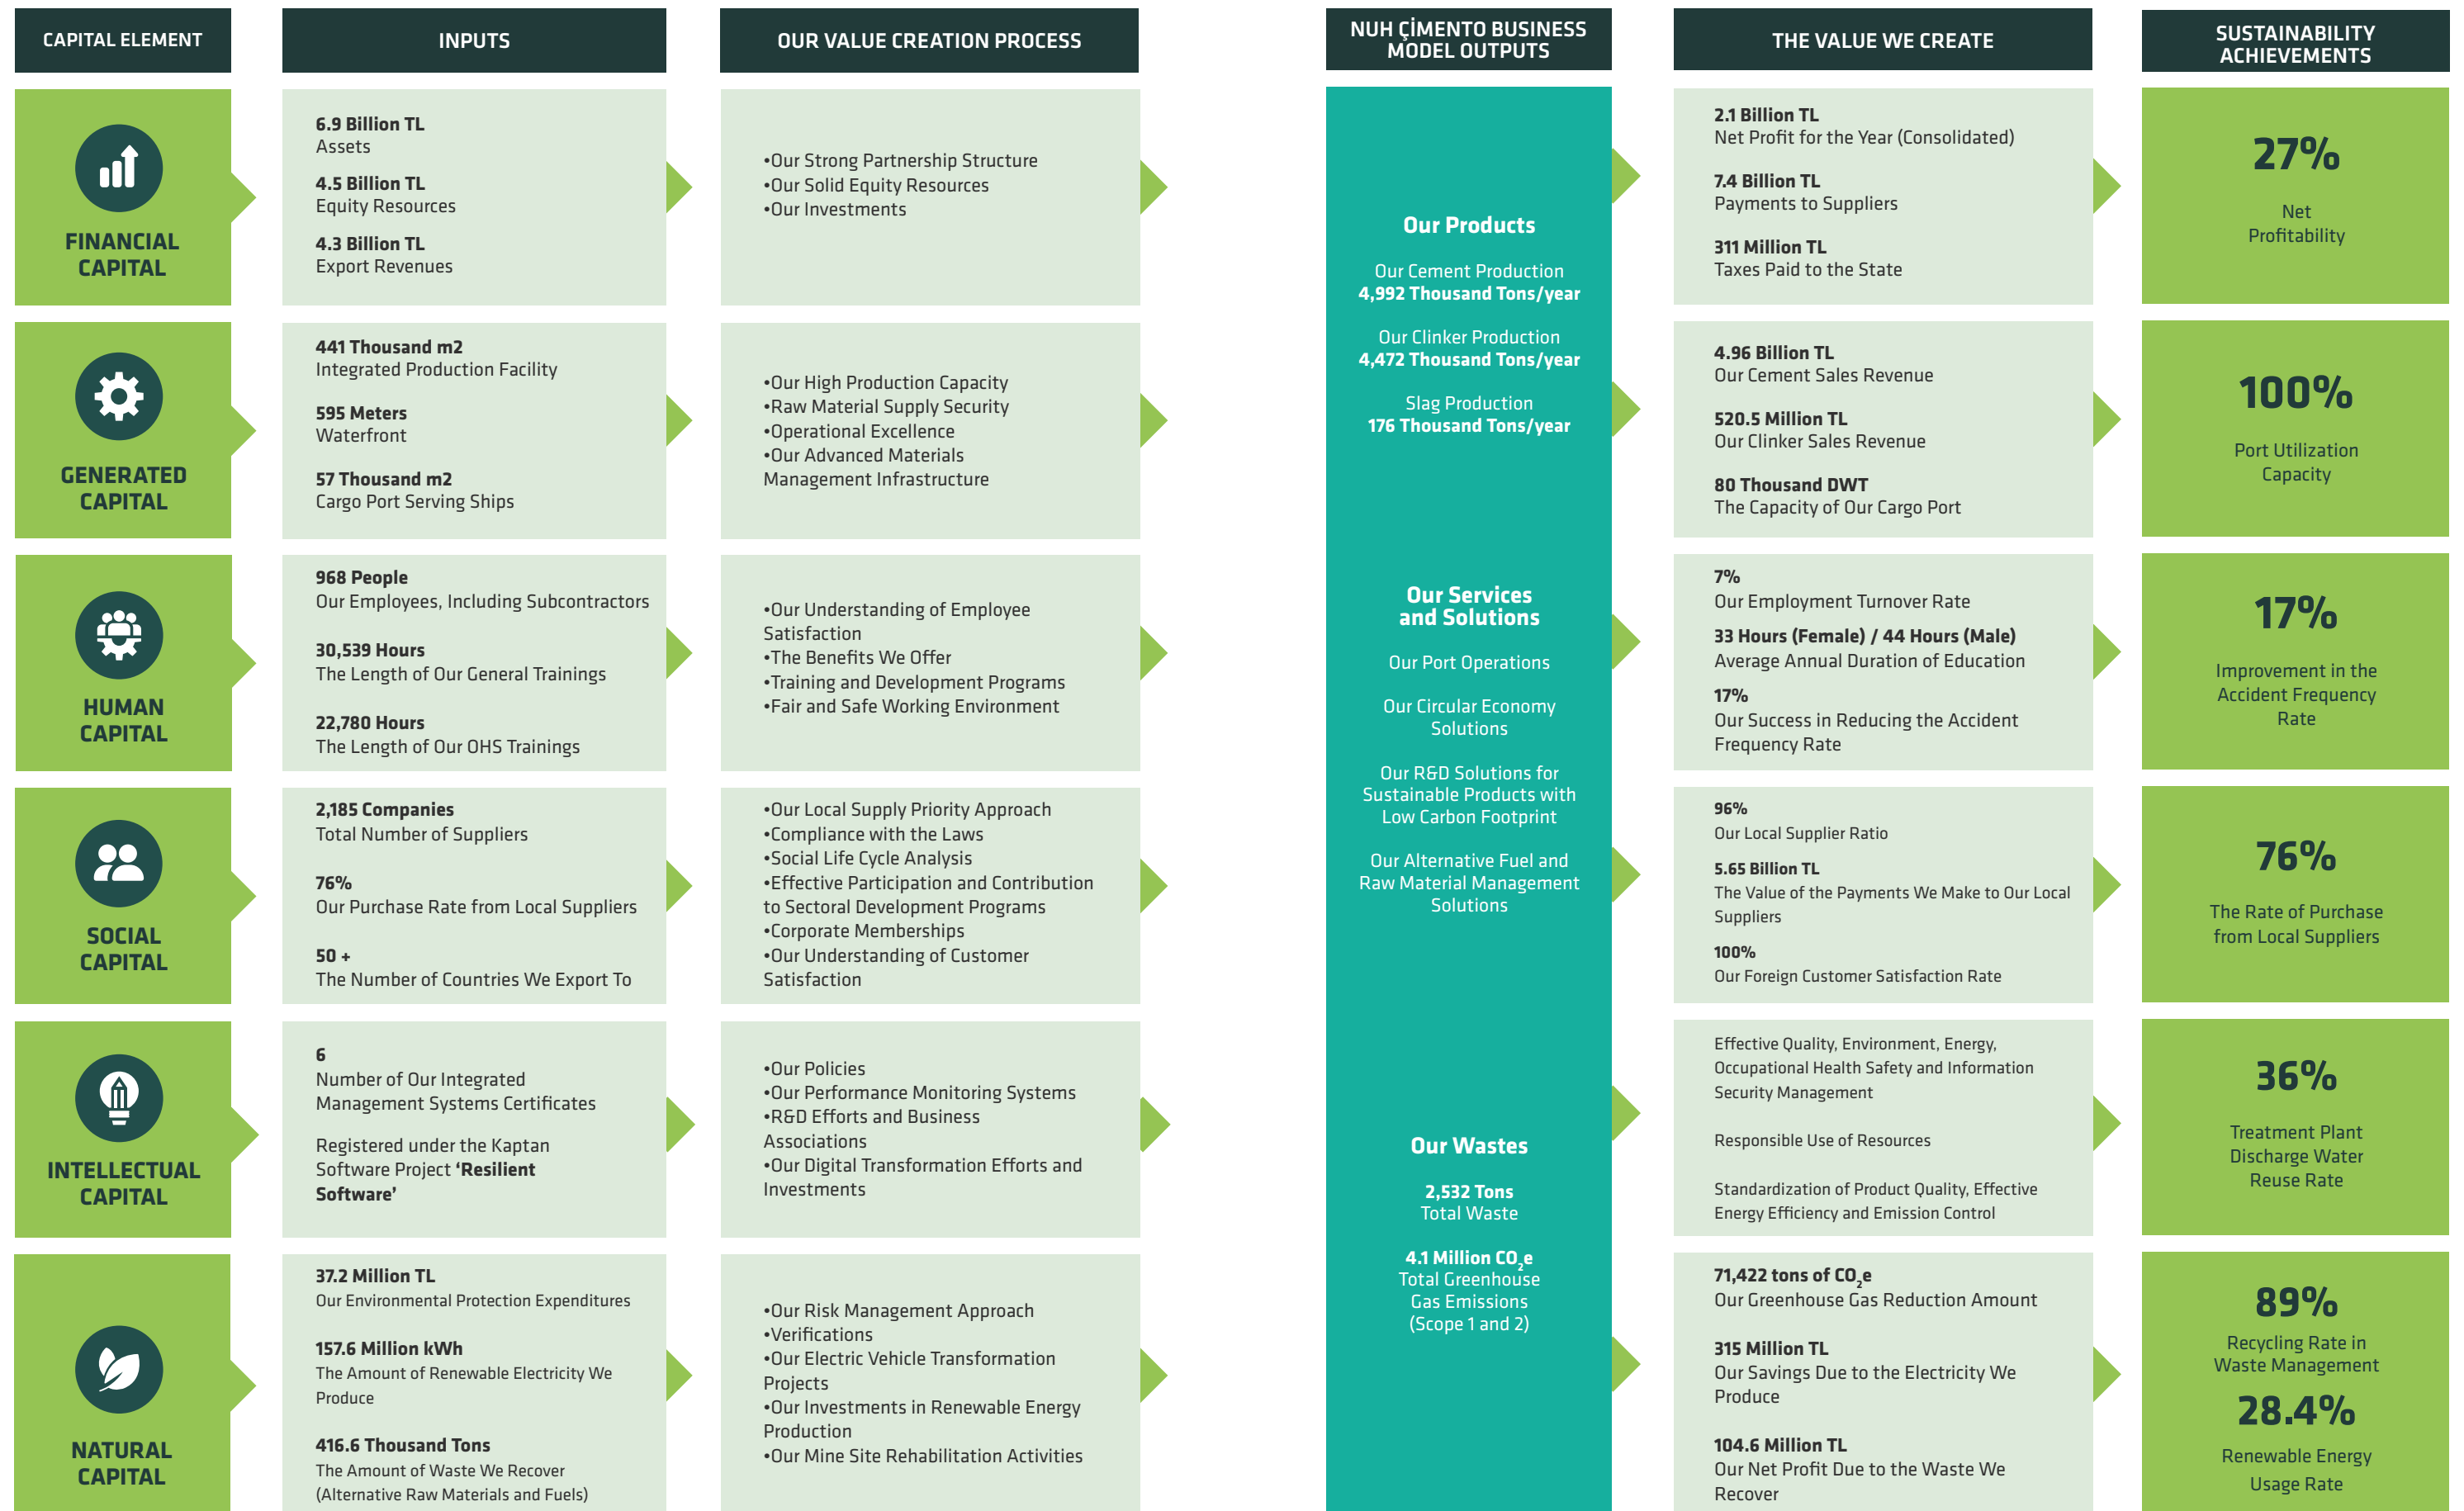 CAPITAL ELEMENT
INPUTS
OUR VALUE CREATION PROCESS
NUH ÇİMENTO BUSINESS
MODEL OUTPUTS
THE VALUE WE CREATE
SUSTAINABILITY
ACHIEVEMENTS
FINANCIAL
CAPITAL
6.9 Billion TL
Assets
4.5 Billion TL
Equity Resources
4.3 Billion TL
Export Revenues
•Our Strong Partnership Structure
•Our Solid Equity Resources
•Our Investments
GENERATED
CAPITAL
441 Thousand m2
Integrated Production Facility
595 Meters
Waterfront
57 Thousand m2
Cargo Port Serving Ships
•Our High Production Capacity
•Raw Material Supply Security
•Operational Excellence
•Our Advanced Materials
Management Infrastructure
HUMAN
CAPITAL
968 People
Our Employees, Including Subcontractors
30,539 Hours
The Length of Our General Trainings
22,780 Hours
The Length of Our OHS Trainings
•Our Understanding of Employee
Satisfaction
•The Benefits We Offer
•Training and Development Programs
•Fair and Safe Working Environment
SOCIAL
CAPITAL
2,185 Companies
Total Number of Suppliers
76%
Our Purchase Rate from Local Suppliers
50 +
The Number of Countries We Export To
•Our Local Supply Priority Approach
•Compliance with the Laws
•Social Life Cycle Analysis
•Effective Participation and Contribution
to Sectoral Development Programs
•Corporate Memberships
•Our Understanding of Customer
Satisfaction
INTELLECTUAL
CAPITAL
6
Number of Our Integrated
Management Systems Certificates
Registered under the Kaptan
Software Project ‘Resilient
Software’
•Our Policies
•Our Performance Monitoring Systems
•R&D Efforts and Business
Associations
•Our Digital Transformation Efforts and
Investments
NATURAL
CAPITAL
37.2 Million TL
Our Environmental Protection Expenditures
157.6 Million kWh
The Amount of Renewable Electricity We
Produce
416.6 Thousand Tons
The Amount of Waste We Recover
(Alternative Raw Materials and Fuels)
•Our Risk Management Approach
•Verifications
•Our Electric Vehicle Transformation
Projects
•Our Investments in Renewable Energy
Production
•Our Mine Site Rehabilitation Activities
Our Products
Our Cement Production
4,992 Thousand Tons/year
Our Clinker Production
4,472 Thousand Tons/year
Slag Production
176 Thousand Tons/year
Our Services
and Solutions
Our Port Operations
Our Circular Economy
Solutions
Our R&D Solutions for
Sustainable Products with
Low Carbon Footprint
Our Alternative Fuel and
Raw Material Management
Solutions
Our Wastes
2,532 Tons
Total Waste
4.1 Million CO₂e
Total Greenhouse
Gas Emissions
(Scope 1 and 2)
2.1 Billion TL
Net Profit for the Year (Consolidated)
7.4 Billion TL
Payments to Suppliers
311 Million TL
Taxes Paid to the State
27%
Net
Profitability
4.96 Billion TL
Our Cement Sales Revenue
520.5 Million TL
Our Clinker Sales Revenue
80 Thousand DWT
The Capacity of Our Cargo Port
100%
Port Utilization
Capacity
7%
Our Employment Turnover Rate
33 Hours (Female) / 44 Hours (Male)
Average Annual Duration of Education
17%
Our Success in Reducing the Accident
Frequency Rate
17%
Improvement in the
Accident Frequency
Rate
96%
Our Local Supplier Ratio
5.65 Billion TL
The Value of the Payments We Make to Our Local
Suppliers
100%
Our Foreign Customer Satisfaction Rate
76%
The Rate of Purchase
from Local Suppliers
Effective Quality, Environment, Energy,
Occupational Health Safety and Information
Security Management
Responsible Use of Resources
Standardization of Product Quality, Effective
Energy Efficiency and Emission Control
36%
Treatment Plant
Discharge Water
Reuse Rate
71,422 tons of CO₂e
Our Greenhouse Gas Reduction Amount
315 Million TL
Our Savings Due to the Electricity We
Produce
104.6 Million TL
Our Net Profit Due to the Waste We
Recover
89%
Recycling Rate in
Waste Management
28.4%
Renewable Energy
Usage Rate